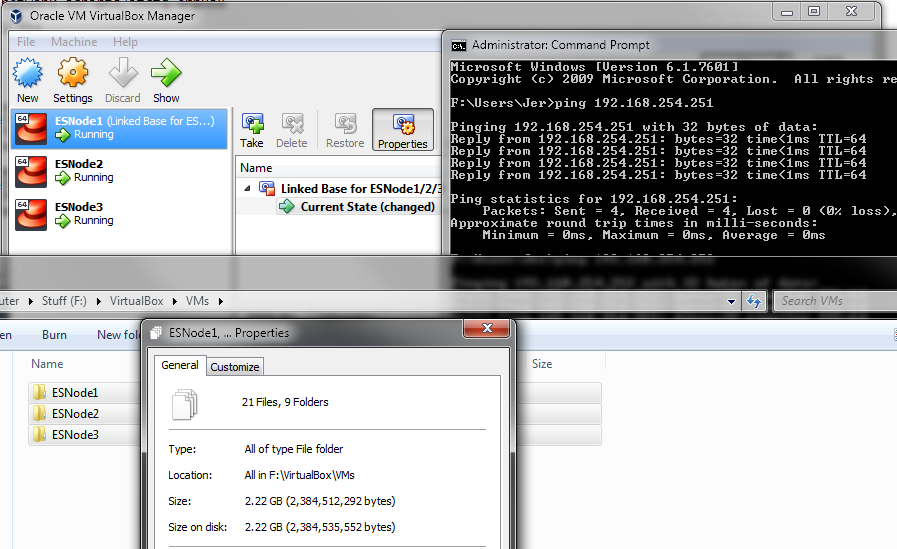 Oracle VM VirtualBox Manager
File Machine Help
New Settings Discard Show
64 ESNode1 (Linked Base for ES...)
Running
64 ESNode2
Running
64 ESNode3
Running
Take Delete Restore Properties
Name
Linked Base for ESNode1/2/3
Current State (changed)
C:\. Administrator: Command Prompt
Microsoft Windows [Version 6.1.7601]
Copyright (c) 2009 Microsoft Corporation. All rights re
F:\Users\Jer>ping 192.168.254.251
Pinging 192.168.254.251 with 32 bytes of data:
Reply from 192.168.254.251: bytes=32 time<1ms TTL=64
Reply from 192.168.254.251: bytes=32 time<1ms TTL=64
Reply from 192.168.254.251: bytes=32 time<1ms TTL=64
Reply from 192.168.254.251: bytes=32 time<1ms TTL=64
Ping statistics for 192.168.254.251:
Packets: Sent = 4, Received = 4, Lost = 0 (0% loss),
Approximate round trip times in milli-seconds:
Minimum = 0ms, Maximum = 0ms, Average = 0ms
uter Stuff (F:) VirtualBox VMs
Search VMs
en Burn New fol
Name Size
ESNode1
ESNode2
ESNode3
ESNode1, ... Properties
General Customize
21 Files, 9 Folders
Type: All of type File folder
Location: All in F:\VirtualBox\VMs
Size: 2.22 GB (2,384,512,292 bytes)
Size on disk: 2.22 GB (2,384,535,552 bytes)